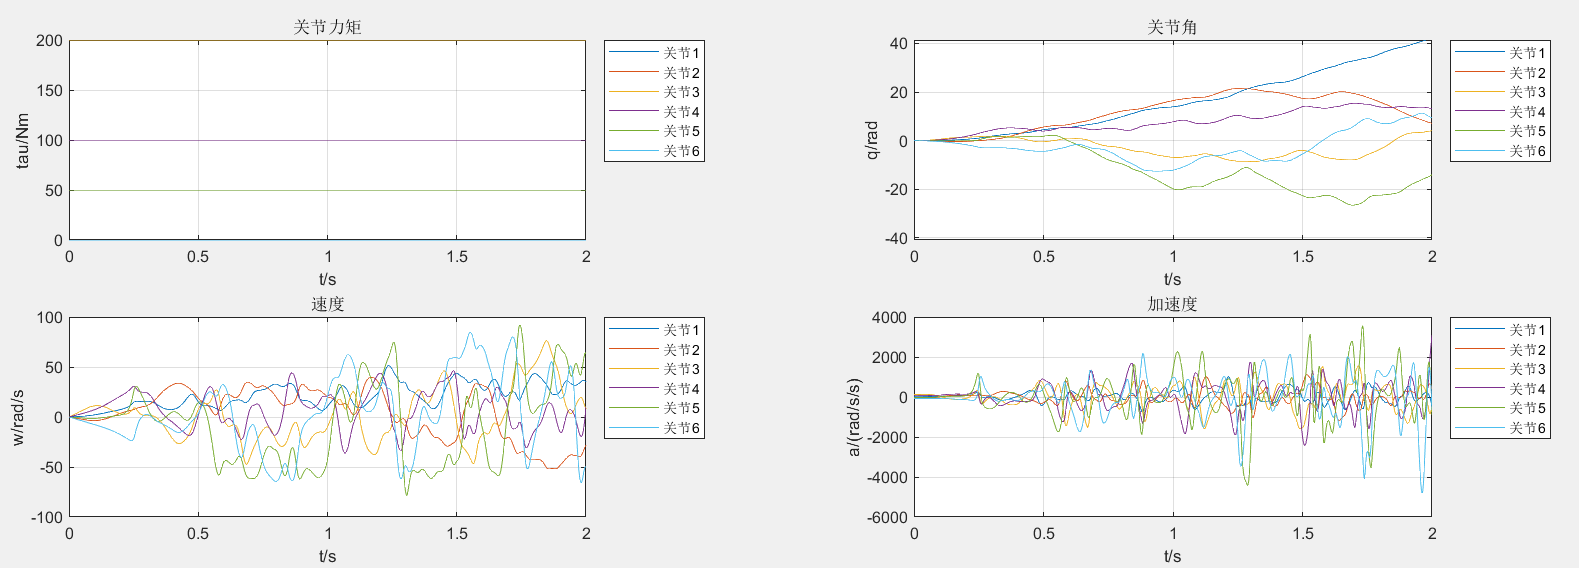 关节力矩
200
150
100
50
0
tau/Nm
0 0.5 1 1.5 2
t/s
关节1
关节2
关节3
关节4
关节5
关节6
关节角
40
20
0
-20
-40
q/rad
0 0.5 1 1.5 2
t/s
关节1
关节2
关节3
关节4
关节5
关节6
速度
100
50
0
-50
-100
w/rad/s
0 0.5 1 1.5 2
t/s
关节1
关节2
关节3
关节4
关节5
关节6
加速度
4000
2000
0
-2000
-4000
-6000
a/(rad/s/s)
0 0.5 1 1.5 2
t/s
关节1
关节2
关节3
关节4
关节5
关节6